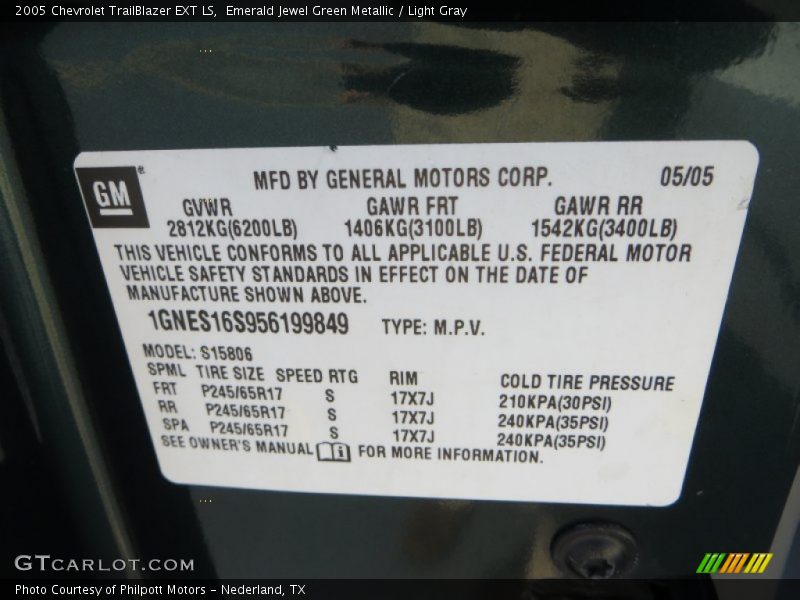 2005 Chevrolet TrailBlazer EXT LS, Emerald Jewel Green Metallic / Light Gray
GM®
MFD BY GENERAL MOTORS CORP. 05/05
GVWR GAWR FRT GAWR RR
2812KG(6200LB) 1406KG(3100LB) 1542KG(3400LB)
THIS VEHICLE CONFORMS TO ALL APPLICABLE U.S. FEDERAL MOTOR
VEHICLE SAFETY STANDARDS IN EFFECT ON THE DATE OF
MANUFACTURE SHOWN ABOVE.
1GNES16S956199849 TYPE: M.P.V.
MODEL: S15806
SPML TIRE SIZE SPEED RTG RIM COLD TIRE PRESSURE
FRT P245/65R17 S 17X7J 210KPA(30PSI)
RR P245/65R17 S 17X7J 240KPA(35PSI)
SPA P245/65R17 S 17X7J 240KPA(35PSI)
SEE OWNER'S MANUAL i FOR MORE INFORMATION.
GTcarlot.com
Photo Courtesy of Philpott Motors - Nederland, TX